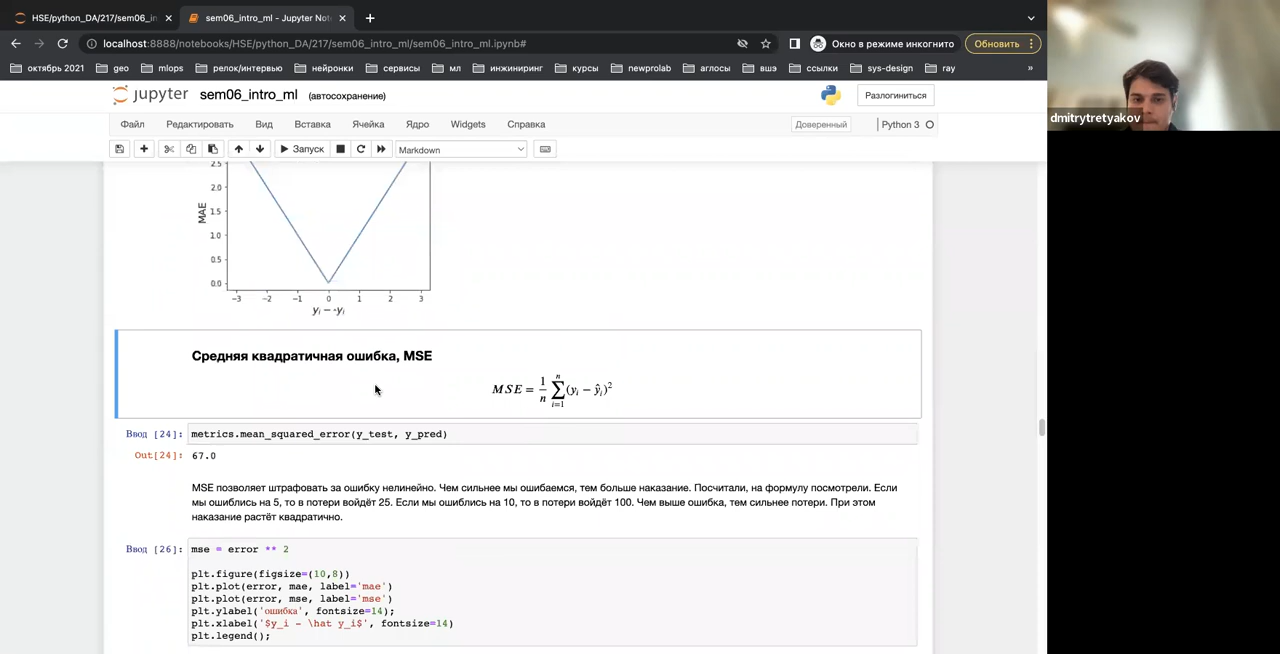 HSE/python_DA/217/sem06_in
sem06_intro_ml - Jupyter Not
localhost:8888/notebooks/HSE/python_DA/217/sem06_intro_ml/sem06_intro_ml.ipynb#
Окно в режиме инкогнито
Обновить
октябрь 2021 geo mlops релок/интервью нейронки сервисы мл инжиниринг курсы newprolab аглосы вшэ ссылки sys-design ray »
dmitrytretyakov
jupyter sem06_intro_ml (автосохранение)
Разлогиниться
Файл Редактировать Вид Вставка Ячейка Ядро Widgets Справка
Доверенный Python 3
Запуск Markdown
2.5
2.0
1.5
1.0
0.5
0.0
MAE
−3 −2 −1 0 1 2 3
yᵢ − ·yᵢ
Средняя квадратичная ошибка, MSE
MSE = 1/n ∑ᵢ₌₁ⁿ (yᵢ − ŷᵢ)²
Ввод [24]: metrics.mean_squared_error(y_test, y_pred)
Out[24]: 67.0
MSE позволяет штрафовать за ошибку нелинейно. Чем сильнее мы ошибаемся, тем больше наказание. Посчитали, на формулу посмотрели. Если
мы ошиблись на 5, то в потери войдёт 25. Если мы ошиблись на 10, то в потери войдёт 100. Чем выше ошибка, тем сильнее потери. При этом
наказание растёт квадратично.
Ввод [26]: mse = error ** 2
plt.figure(figsize=(10,8))
plt.plot(error, mae, label='mae')
plt.plot(error, mse, label='mse')
plt.ylabel('ошибка', fontsize=14);
plt.xlabel('$y_i - \hat y_i$', fontsize=14)
plt.legend();